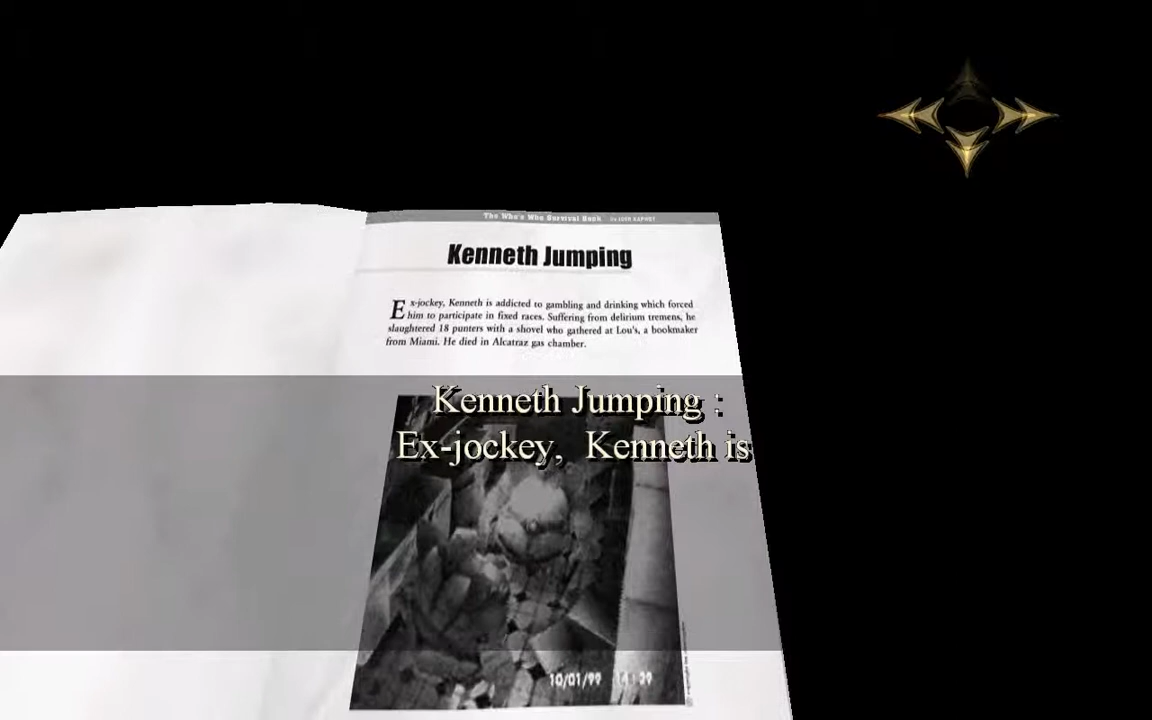 The Who's Who Survival Book
Kenneth Jumping
Ex-jockey, Kenneth is addicted to gambling and drinking which forced
him to participate in fixed races. Suffering from delirium tremens, he
slaughtered 18 punters with a shovel who gathered at Lou's, a bookmaker
from Miami. He died in Alcatraz gas chamber.
Kenneth Jumping :
Ex-jockey, Kenneth is
10/01/99 14:39